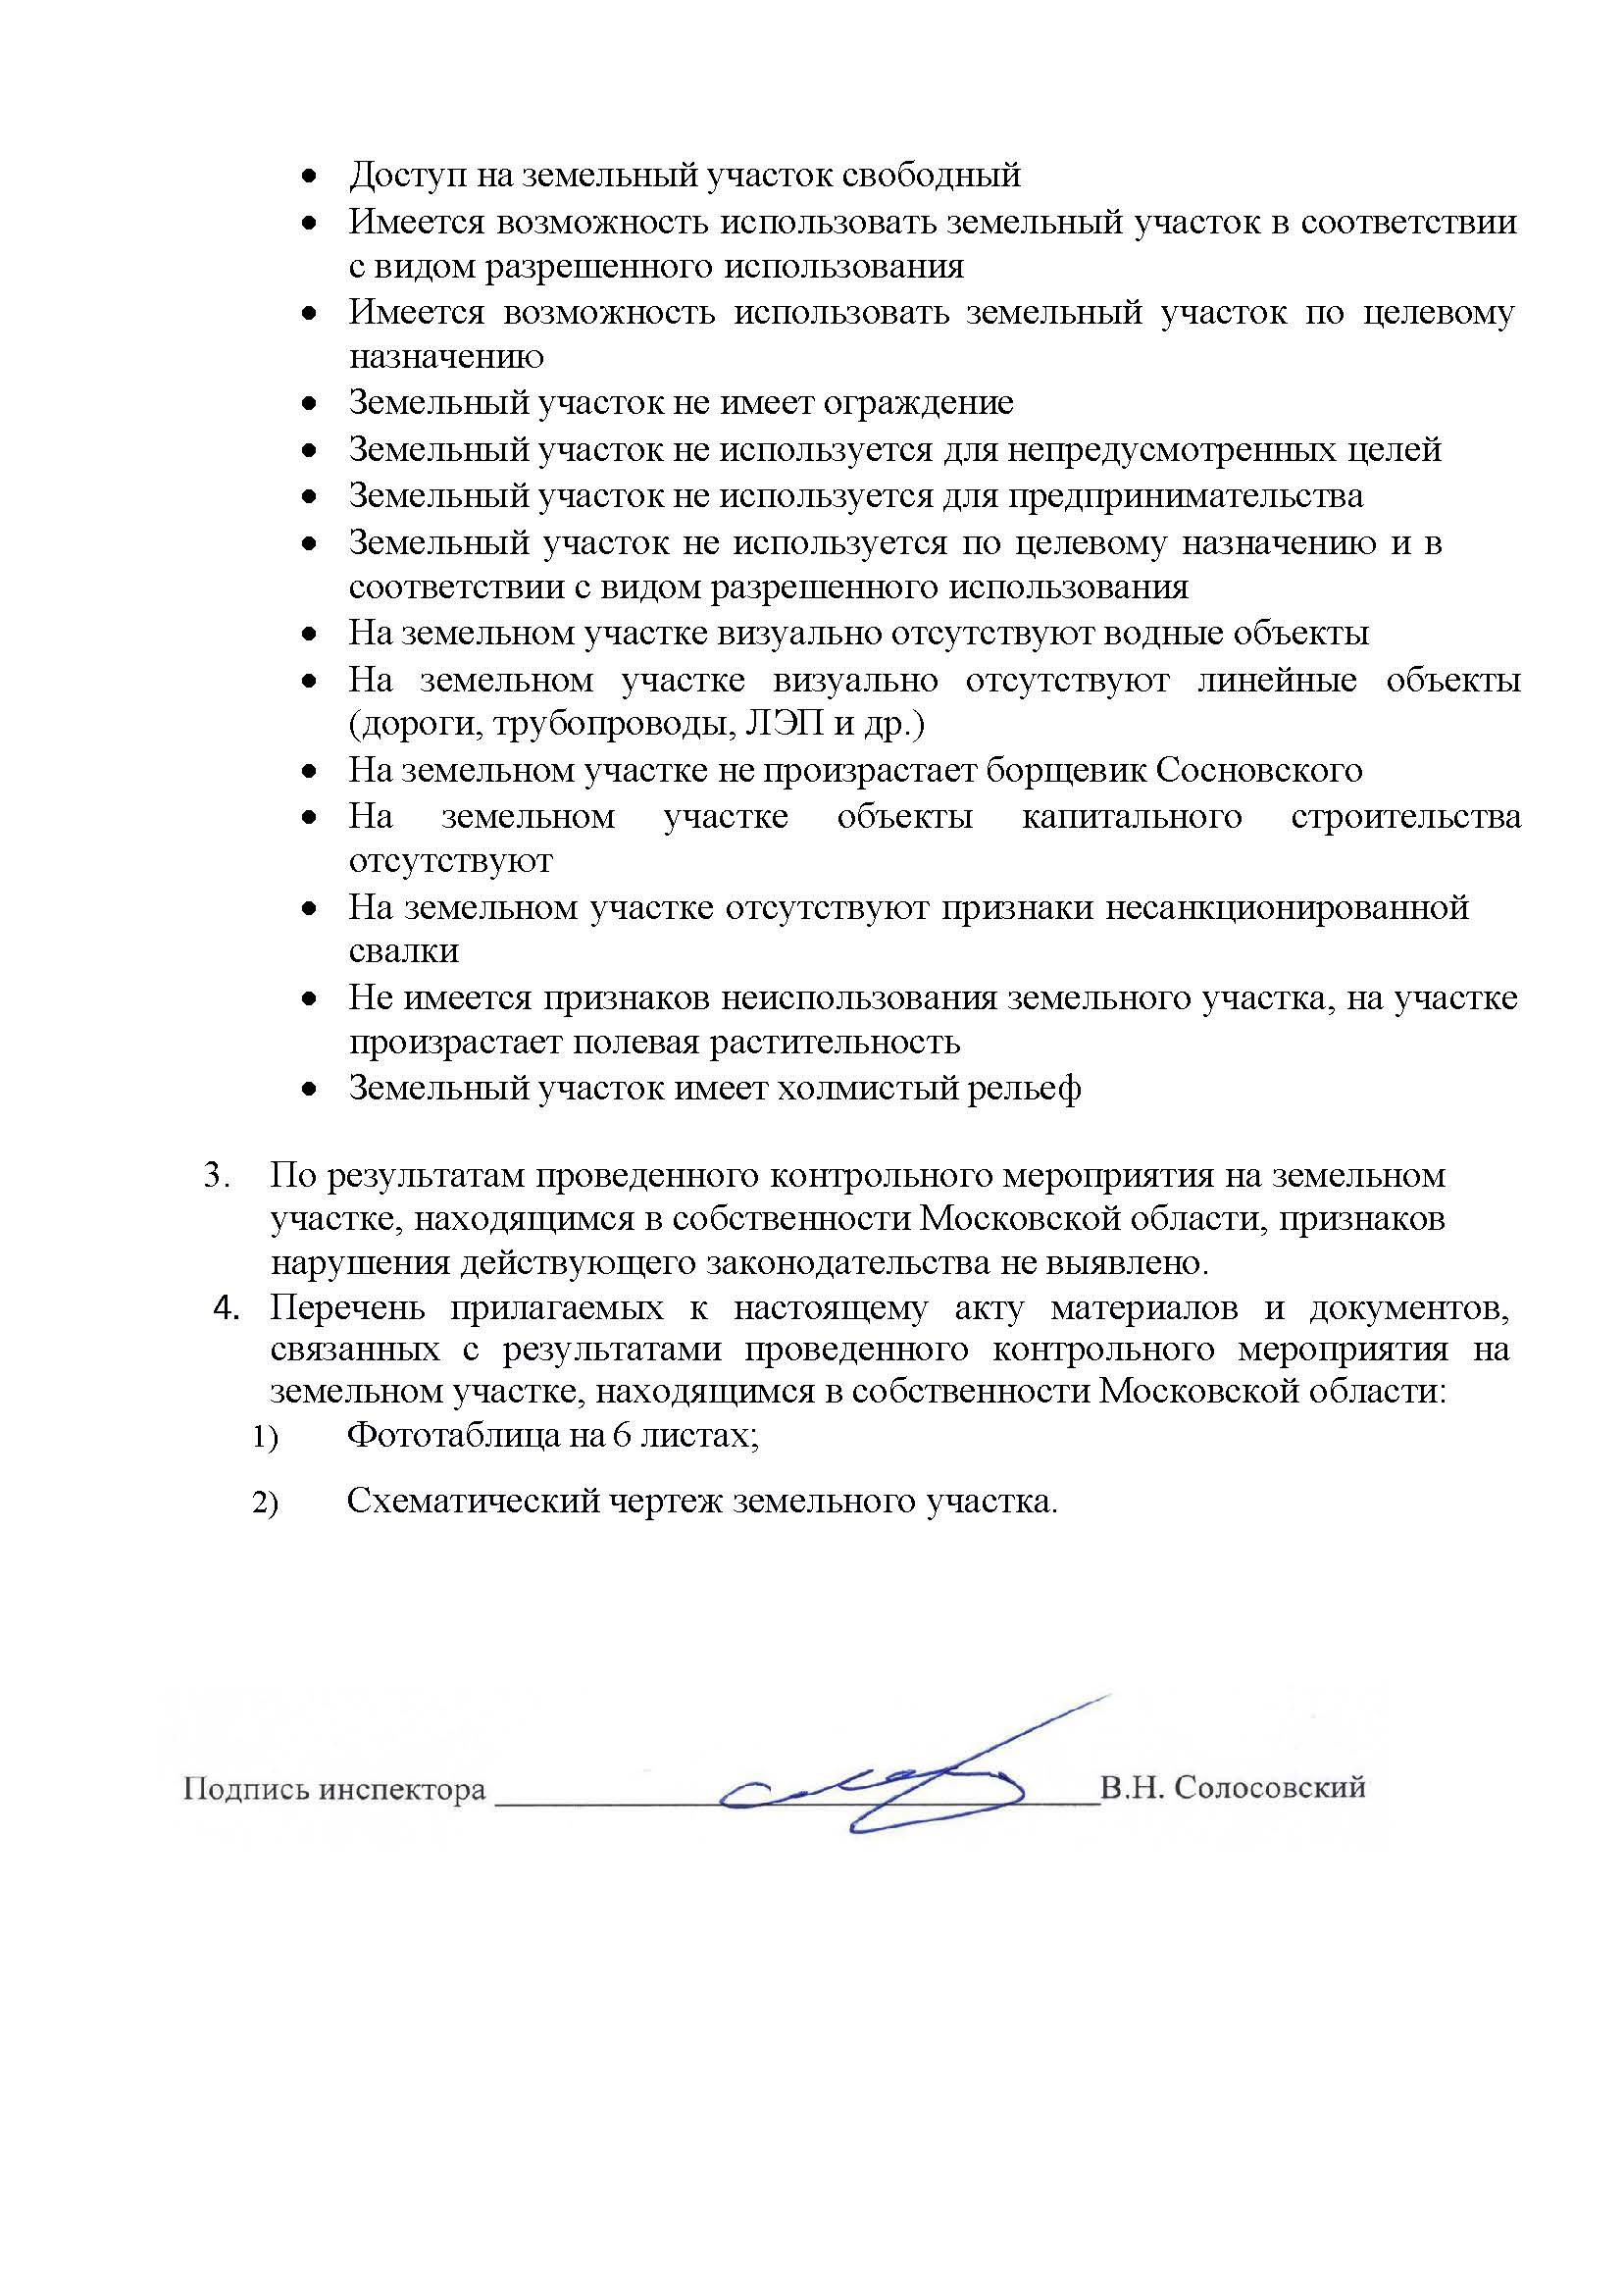 • Доступ на земельный участок свободный
• Имеется возможность использовать земельный участок в соответствии
с видом разрешенного использования
• Имеется возможность использовать земельный участок по целевому
назначению
• Земельный участок не имеет ограждение
• Земельный участок не используется для непредусмотренных целей
• Земельный участок не используется для предпринимательства
• Земельный участок не используется по целевому назначению и в
соответствии с видом разрешенного использования
• На земельном участке визуально отсутствуют водные объекты
• На земельном участке визуально отсутствуют линейные объекты
(дороги, трубопроводы, ЛЭП и др.)
• На земельном участке не произрастает борщевик Сосновского
• На земельном участке объекты капитального строительства
отсутствуют
• На земельном участке отсутствуют признаки несанкционированной
свалки
• Не имеется признаков неиспользования земельного участка, на участке
произрастает полевая растительность
• Земельный участок имеет холмистый рельеф
3. По результатам проведенного контрольного мероприятия на земельном
участке, находящимся в собственности Московской области, признаков
нарушения действующего законодательства не выявлено.
4. Перечень прилагаемых к настоящему акту материалов и документов,
связанных с результатами проведенного контрольного мероприятия на
земельном участке, находящимся в собственности Московской области:
1) Фототаблица на 6 листах;
2) Схематический чертеж земельного участка.
Подпись инспектора В.Н. Солосовский